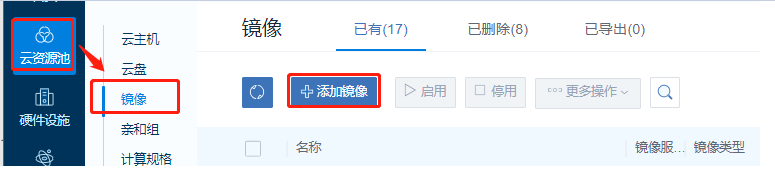 云资源池
硬件设施
云主机
云盘
镜像
亲和组
计算规格
镜像 已有(17) 已删除(8) 已导出(0)
添加镜像 启用 停用 更多操作
名称 镜像服... 镜像类型